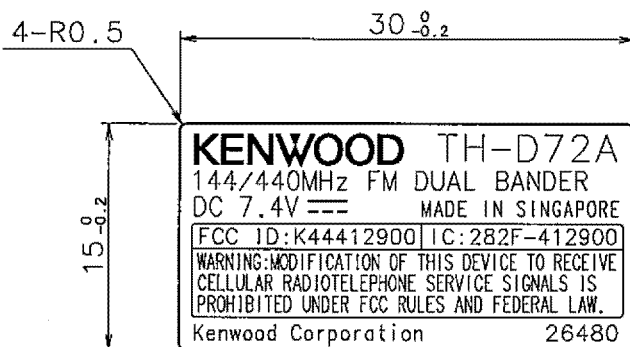 4-R0.5
30 0 -0.2
15 0 -0.2
KENWOOD TH-D72A
144/440MHz FM DUAL BANDER
DC 7.4V MADE IN SINGAPORE
FCC ID:K44412900 IC:282F-412900
WARNING:MODIFICATION OF THIS DEVICE TO RECEIVE
CELLULAR RADIOTELEPHONE SERVICE SIGNALS IS
PROHIBITED UNDER FCC RULES AND FEDERAL LAW.
Kenwood Corporation 26480